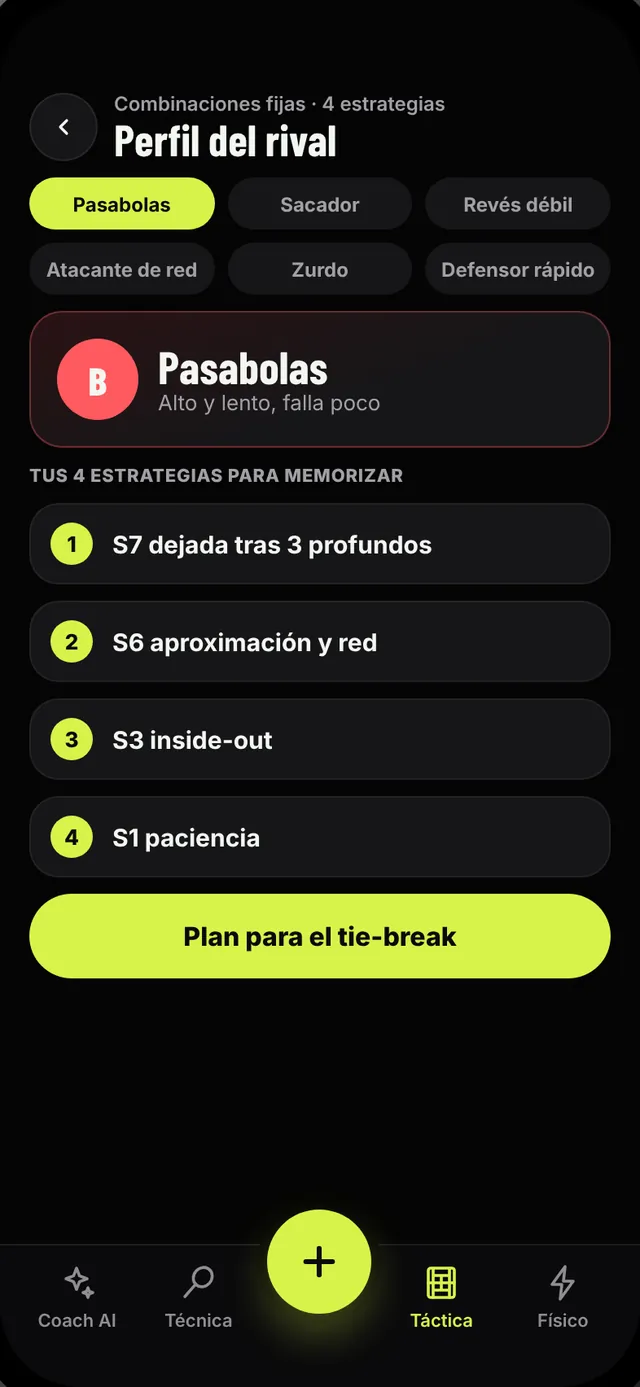 Combinaciones fijas · 4 estrategias
Perfil del rival
Pasabolas
Sacador
Revés débil
Atacante de red
Zurdo
Defensor rápido
B
Pasabolas
Alto y lento, falla poco
TUS 4 ESTRATEGIAS PARA MEMORIZAR
1 S7 dejada tras 3 profundos
2 S6 aproximación y red
3 S3 inside-out
4 S1 paciencia
Plan para el tie-break
Coach AI
Técnica
Táctica
Físico